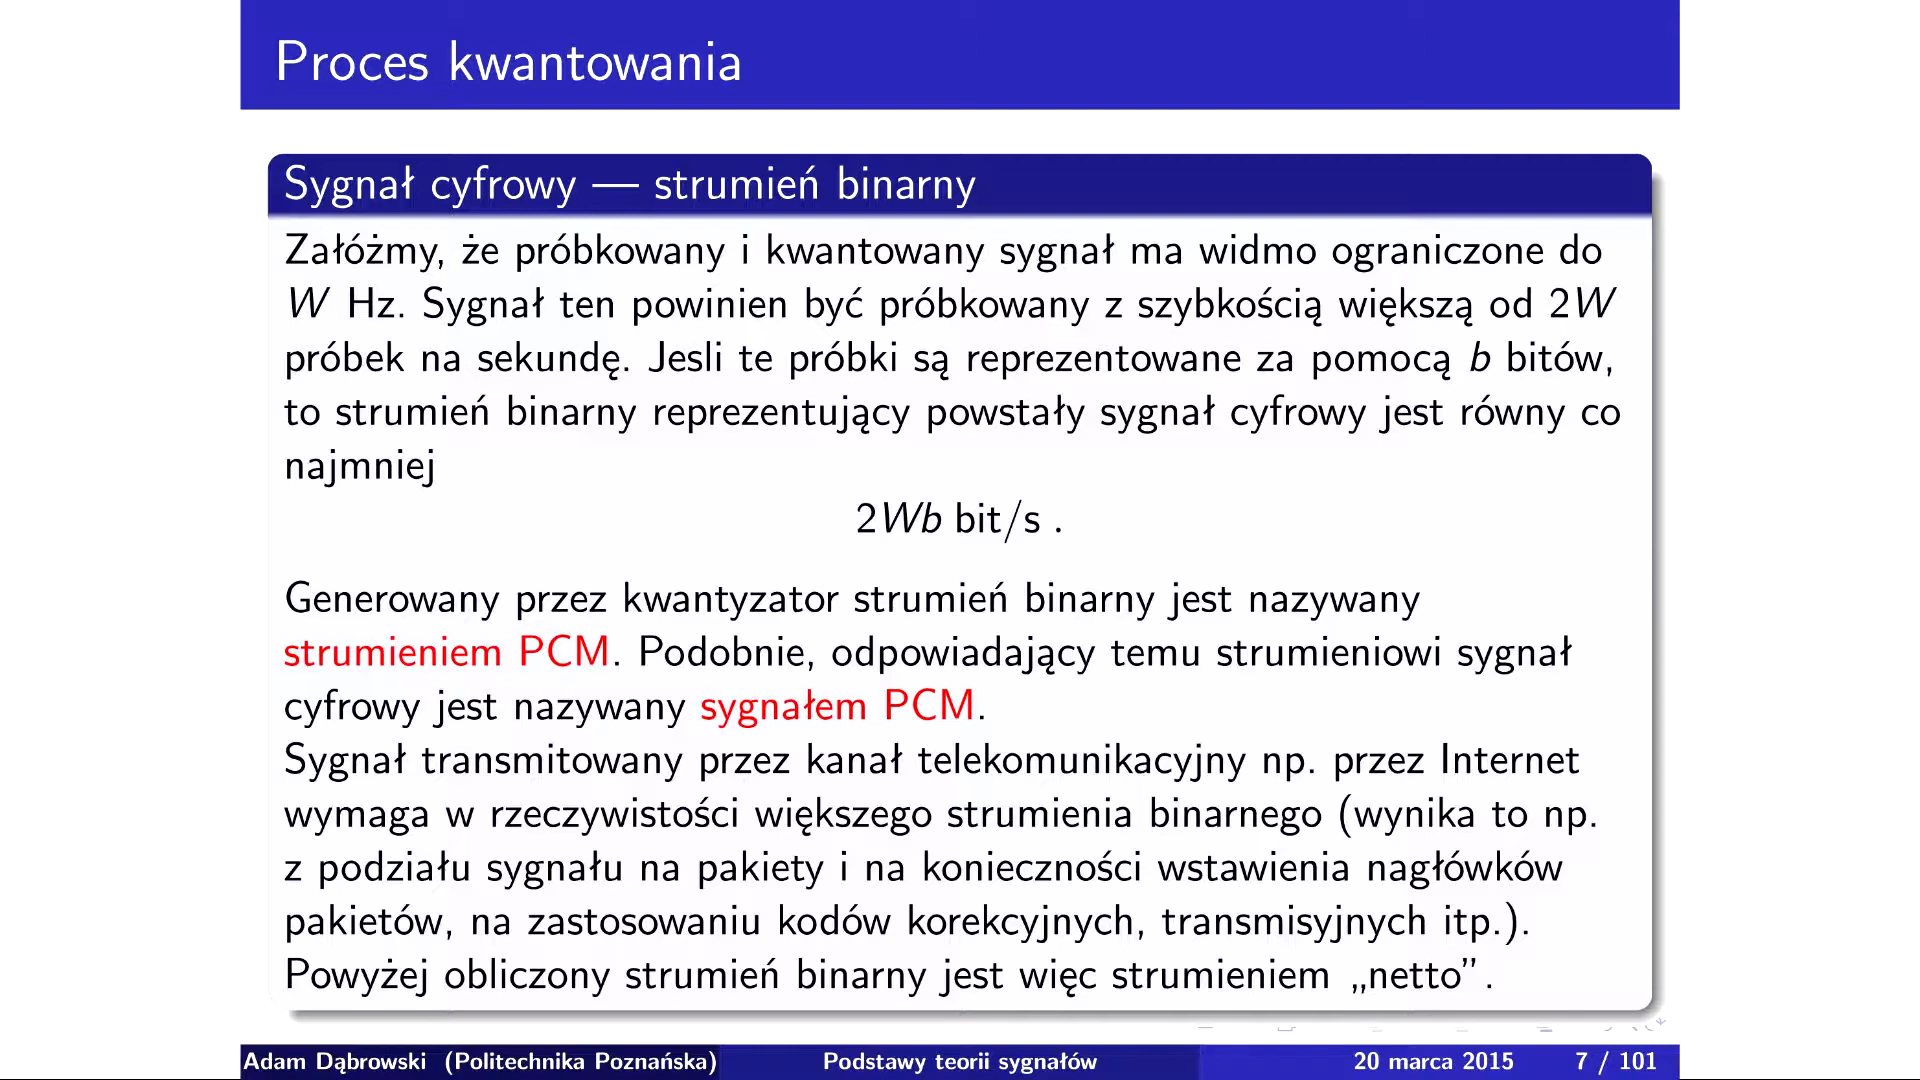 Proces kwantowania
Sygnał cyfrowy — strumień binarny
Załóżmy, że próbkowany i kwantowany sygnał ma widmo ograniczone do
W Hz. Sygnał ten powinien być próbkowany z szybkością większą od 2W
próbek na sekundę. Jesli te próbki są reprezentowane za pomocą b bitów,
to strumień binarny reprezentujący powstały sygnał cyfrowy jest równy co
najmniej
2Wb bit/s .
Generowany przez kwantyzator strumień binarny jest nazywany
strumieniem PCM. Podobnie, odpowiadający temu strumieniowi sygnał
cyfrowy jest nazywany sygnałem PCM.
Sygnał transmitowany przez kanał telekomunikacyjny np. przez Internet
wymaga w rzeczywistości większego strumienia binarnego (wynika to np.
z podziału sygnału na pakiety i na konieczności wstawienia nagłówków
pakietów, na zastosowaniu kodów korekcyjnych, transmisyjnych itp.).
Powyżej obliczony strumień binarny jest więc strumieniem „netto”.
Adam Dąbrowski (Politechnika Poznańska) Podstawy teorii sygnałów 20 marca 2015 7 / 101